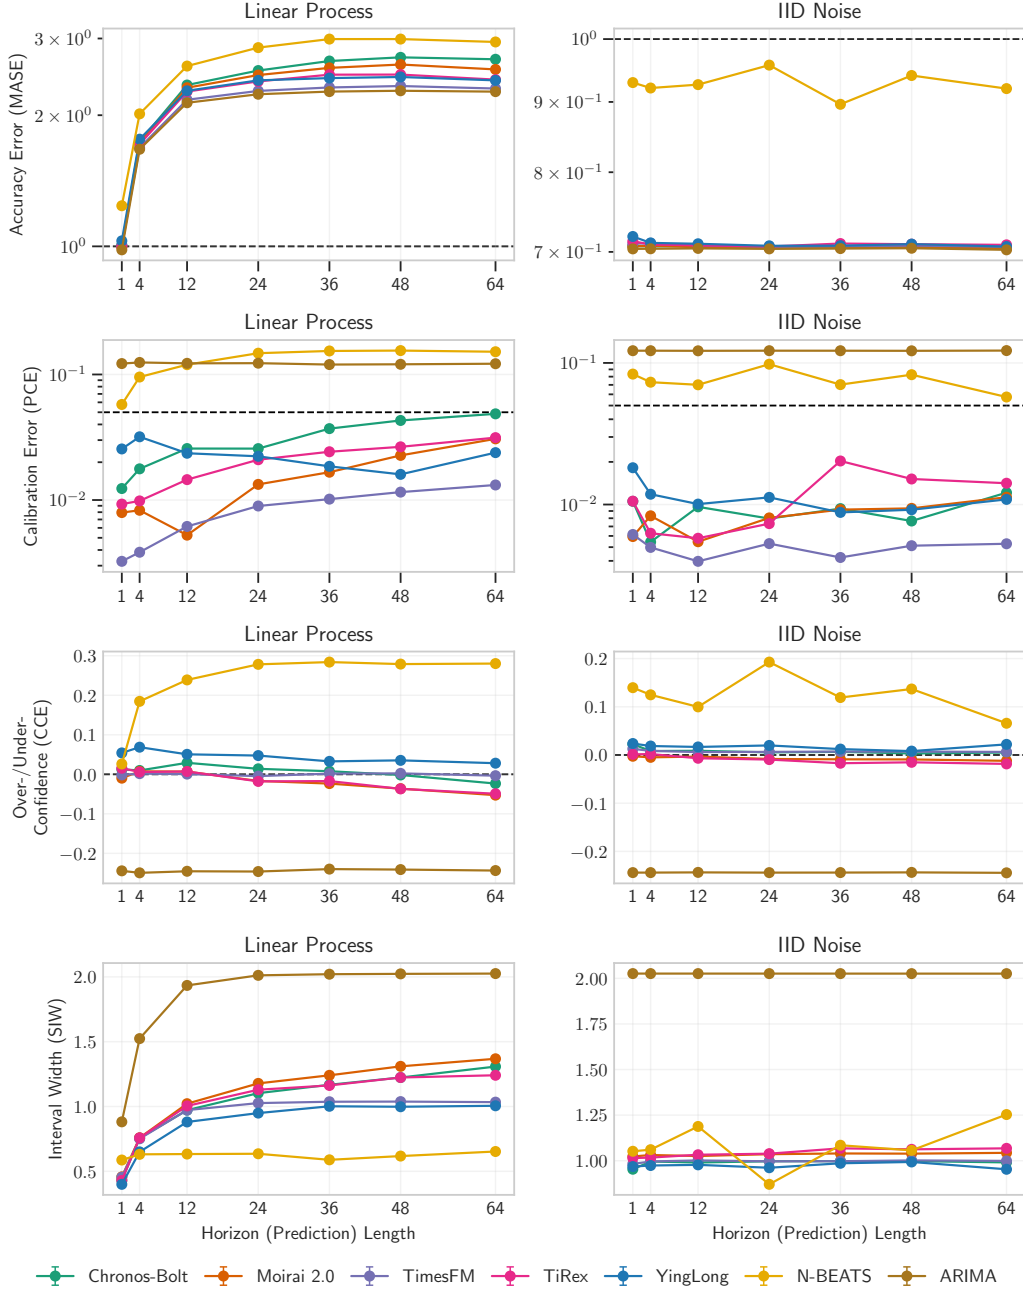 Linear Process
IID Noise
Accuracy Error (MASE)
3 × 10⁰
2 × 10⁰
10⁰
1 4 12 24 36 48 64
10⁰
9 × 10⁻¹
8 × 10⁻¹
7 × 10⁻¹
1 4 12 24 36 48 64
Linear Process
IID Noise
Calibration Error (PCE)
10⁻¹
10⁻²
1 4 12 24 36 48 64
10⁻¹
10⁻²
1 4 12 24 36 48 64
Linear Process
IID Noise
Over-/Under-
Confidence (CCE)
0.3
0.2
0.1
0.0
−0.1
−0.2
1 4 12 24 36 48 64
0.2
0.1
0.0
−0.1
−0.2
1 4 12 24 36 48 64
Linear Process
IID Noise
Interval Width (SIW)
2.0
1.5
1.0
0.5
1 4 12 24 36 48 64
Horizon (Prediction) Length
2.00
1.75
1.50
1.25
1.00
1 4 12 24 36 48 64
Horizon (Prediction) Length
Chronos-Bolt Moirai 2.0 TimesFM TiRex YingLong N-BEATS ARIMA